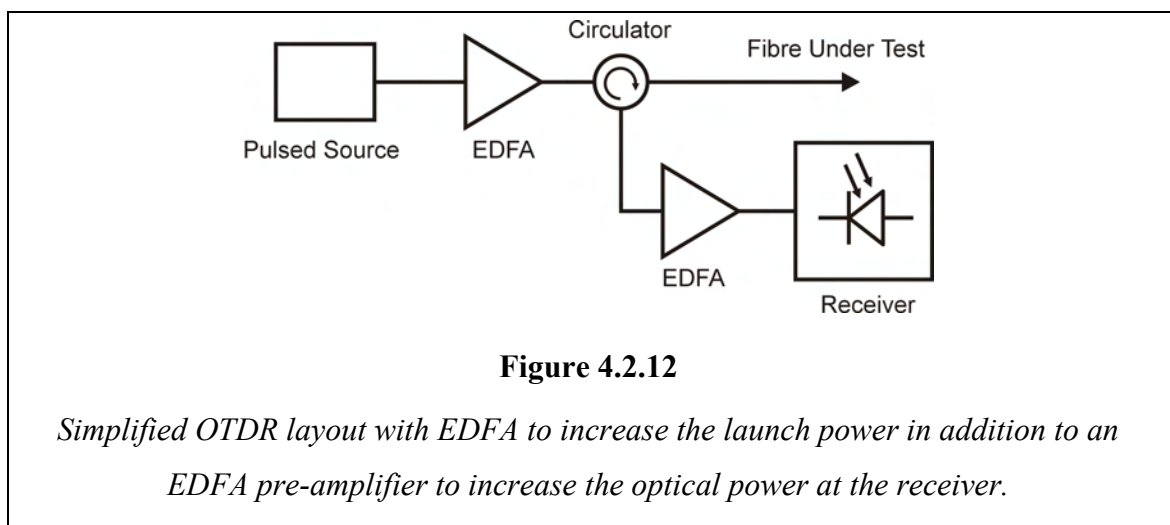 Circulator
Fibre Under Test
Pulsed Source
EDFA
EDFA
Receiver
Figure 4.2.12
Simplified OTDR layout with EDFA to increase the launch power in addition to an
EDFA pre-amplifier to increase the optical power at the receiver.